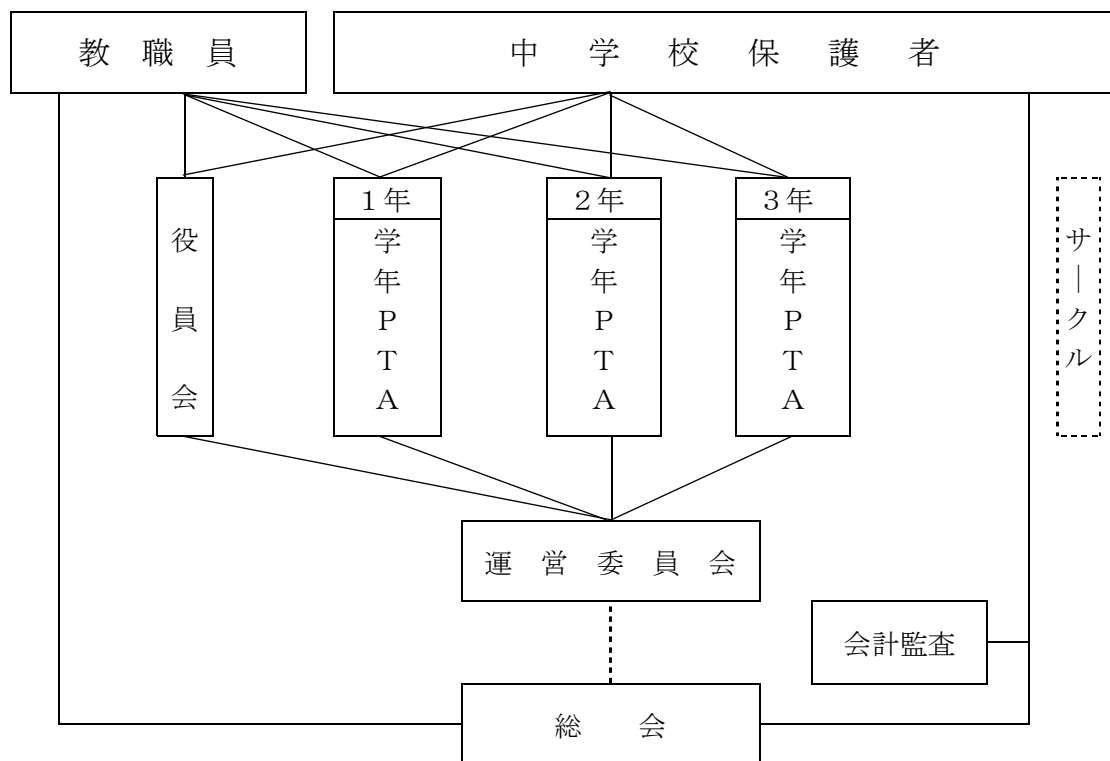 教職員
中学校保護者
役員会
1年
学年PTA
2年
学年PTA
3年
学年PTA
サークル
運営委員会
会計監査
総会